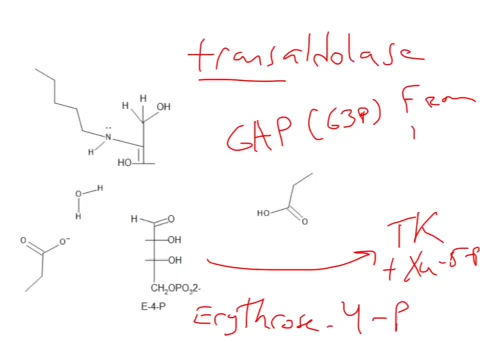 transaldolase
GAP (G3P) From
H
H
OH
N
H
HO
O
H
H
HO
O
O
O-
H
O
OH
OH
CH2OPO32-
E-4-P
TK
+ Xu-5-P
Erythrose-4-P